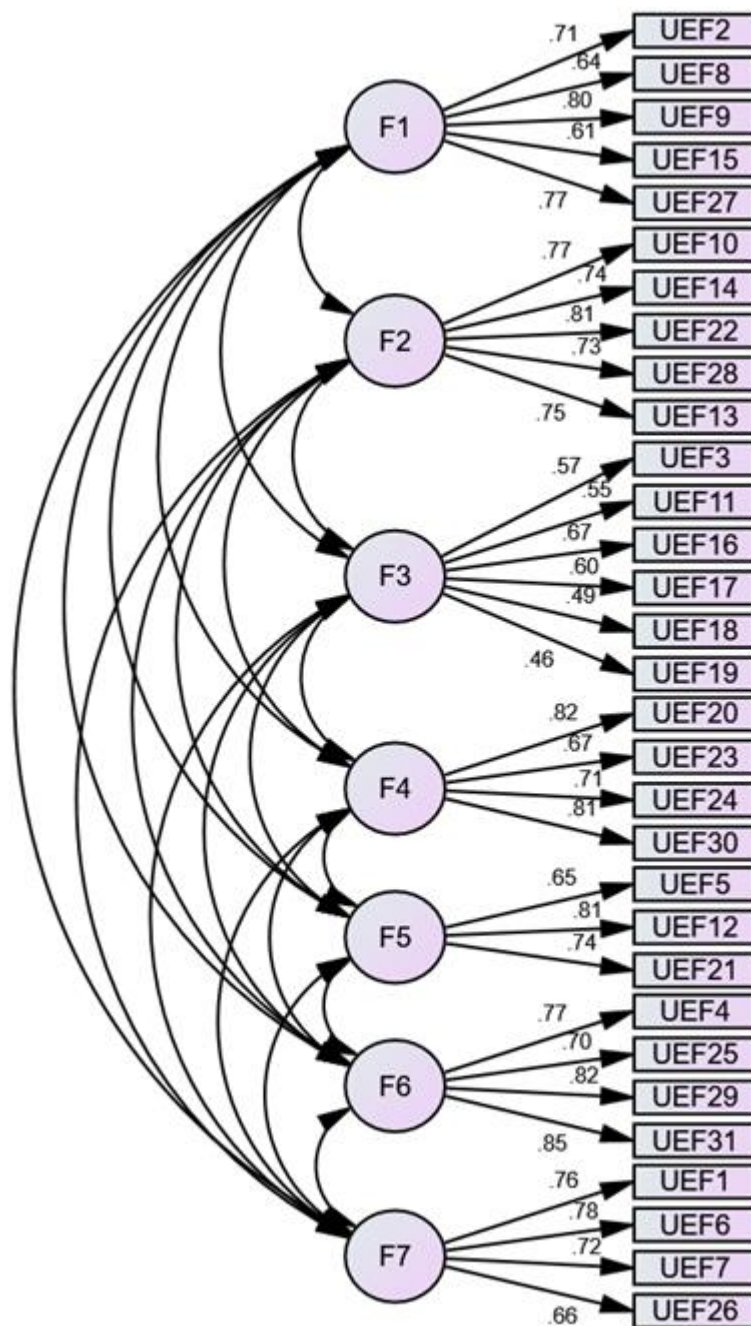 .71 UEF2
.64 UEF8
F1 .80 UEF9
.61 UEF15
.77 UEF27
.77 UEF10
.74 UEF14
F2 .81 UEF22
.73 UEF28
.75 UEF13
.57 UEF3
.55 UEF11
.67 UEF16
F3 .60 UEF17
.49 UEF18
.46 UEF19
.82 UEF20
.67 UEF23
F4 .71 UEF24
.81 UEF30
.65 UEF5
F5 .81 UEF12
.74 UEF21
.77 UEF4
.70 UEF25
F6 .82 UEF29
.85 UEF31
.76 UEF1
.78 UEF6
F7 .72 UEF7
.66 UEF26